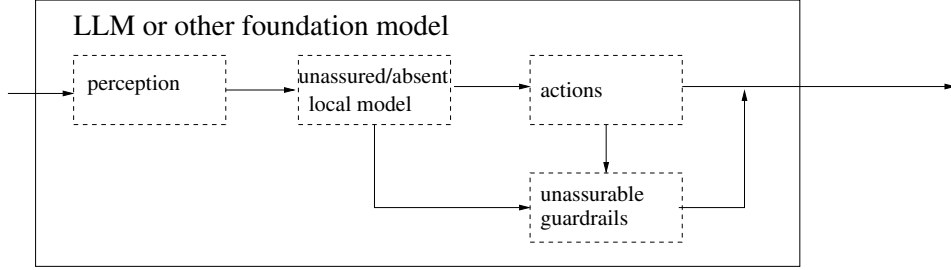 LLM or other foundation model
perception
unassured/absent
local model
actions
unassurable
guardrails